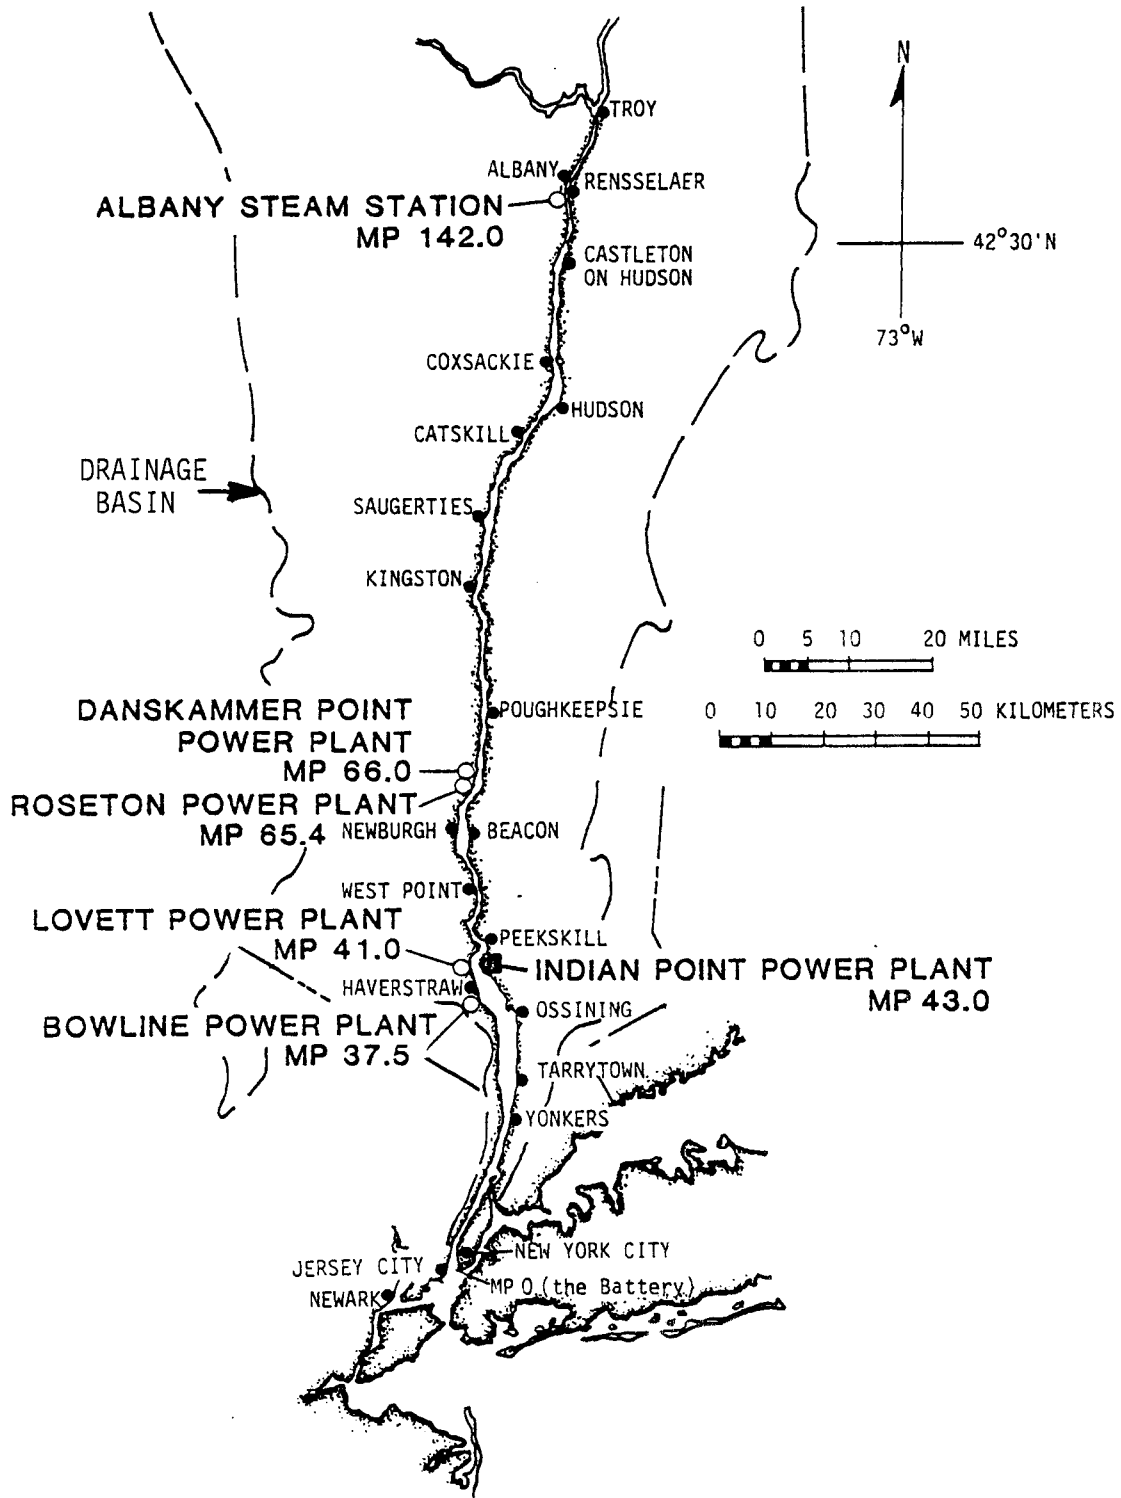 N
TROY
ALBANY
RENSSELAER
ALBANY STEAM STATION
MP 142.0
42°30'N
CASTLETON
ON HUDSON
73°W
COXSACKIE
HUDSON
CATSKILL
DRAINAGE
BASIN
SAUGERTIES
KINGSTON
0 5 10 20 MILES
POUGHKEEPSIE
0 10 20 30 40 50 KILOMETERS
DANSKAMMER POINT
POWER PLANT
MP 66.0
ROSETON POWER PLANT
MP 65.4
NEWBURGH
BEACON
WEST POINT
LOVETT POWER PLANT
MP 41.0
PEEKSKILL
INDIAN POINT POWER PLANT
MP 43.0
HAVERSTRAW
OSSINING
BOWLINE POWER PLANT
MP 37.5
TARRYTOWN
YONKERS
NEW YORK CITY
JERSEY CITY
MP 0 (the Battery)
NEWARK